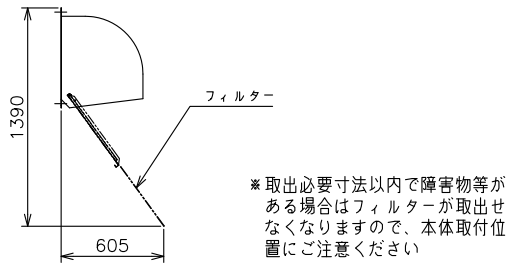 フィルター
1390
※取出必要寸法以内で障害物等が
ある場合はフィルターが取出せ
なくなりますので、本体取付位
置にご注意ください
605